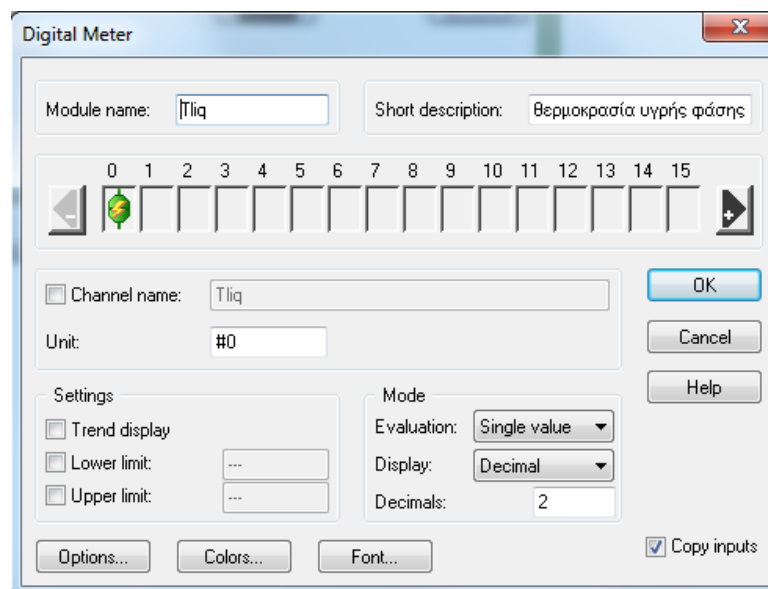 Digital Meter
Module name: Tliq
Short description: θερμοκρασία υγρής φάσης
0 1 2 3 4 5 6 7 8 9 10 11 12 13 14 15
- +
Channel name: Tliq
OK
Unit: #0
Cancel
Help
Settings
Mode
Trend display
Evaluation: Single value
Lower limit: ---
Display: Decimal
Upper limit: ---
Decimals: 2
Options... Colors... Font...
Copy inputs